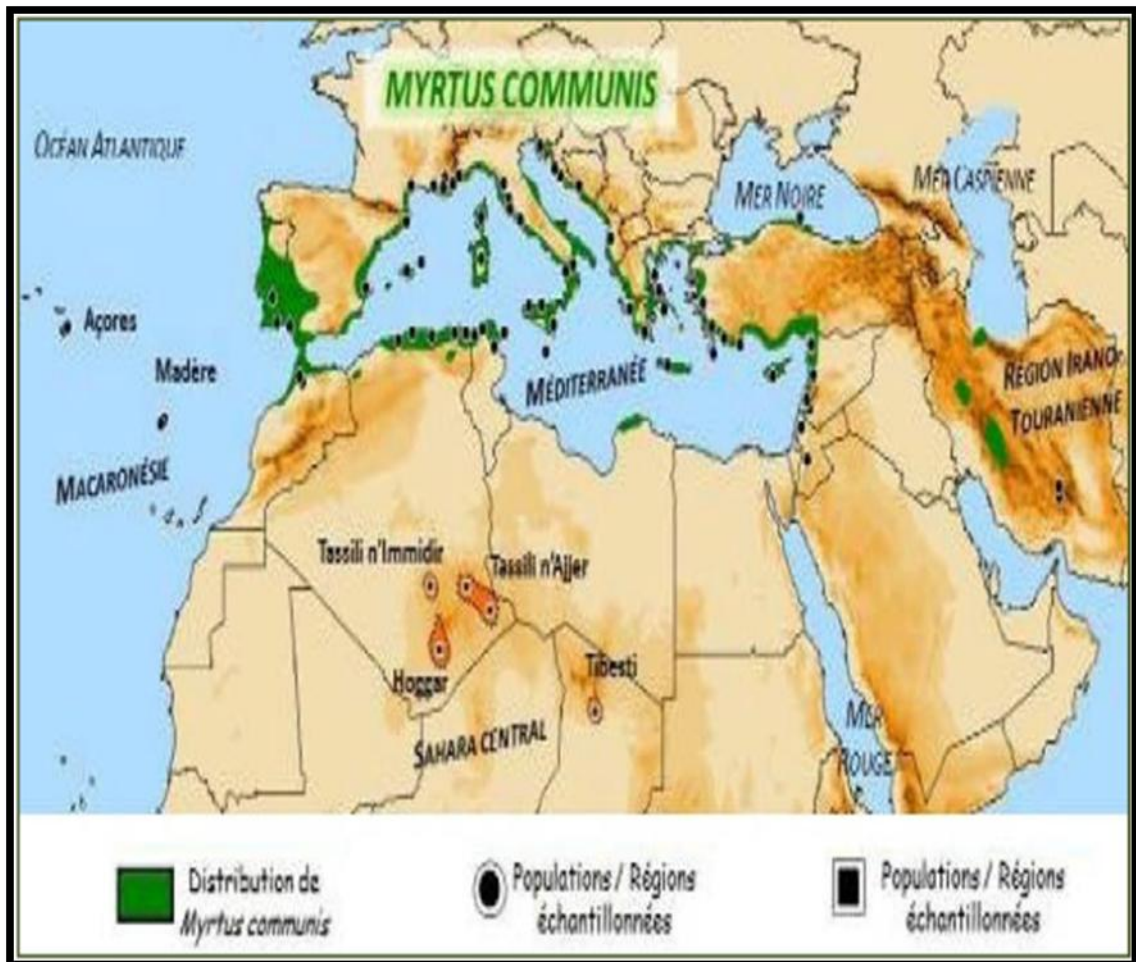 MYRTUS COMMUNIS
OCÉAN ATLANTIQUE
MER NOIRE
MER CASPIENNE
Açores
Madère
MÉDITERRANÉE
RÉGION IRANO
TOURANIENNE
MACARONÉSIE
Tassili n'Immidir
Tassili n'Ajjer
Hoggar
Tibesti
SAHARA CENTRAL
MER
ROUGE
Distribution de
Myrtus communis
Populations / Régions
échantillonnées
Populations / Régions
échantillonnées